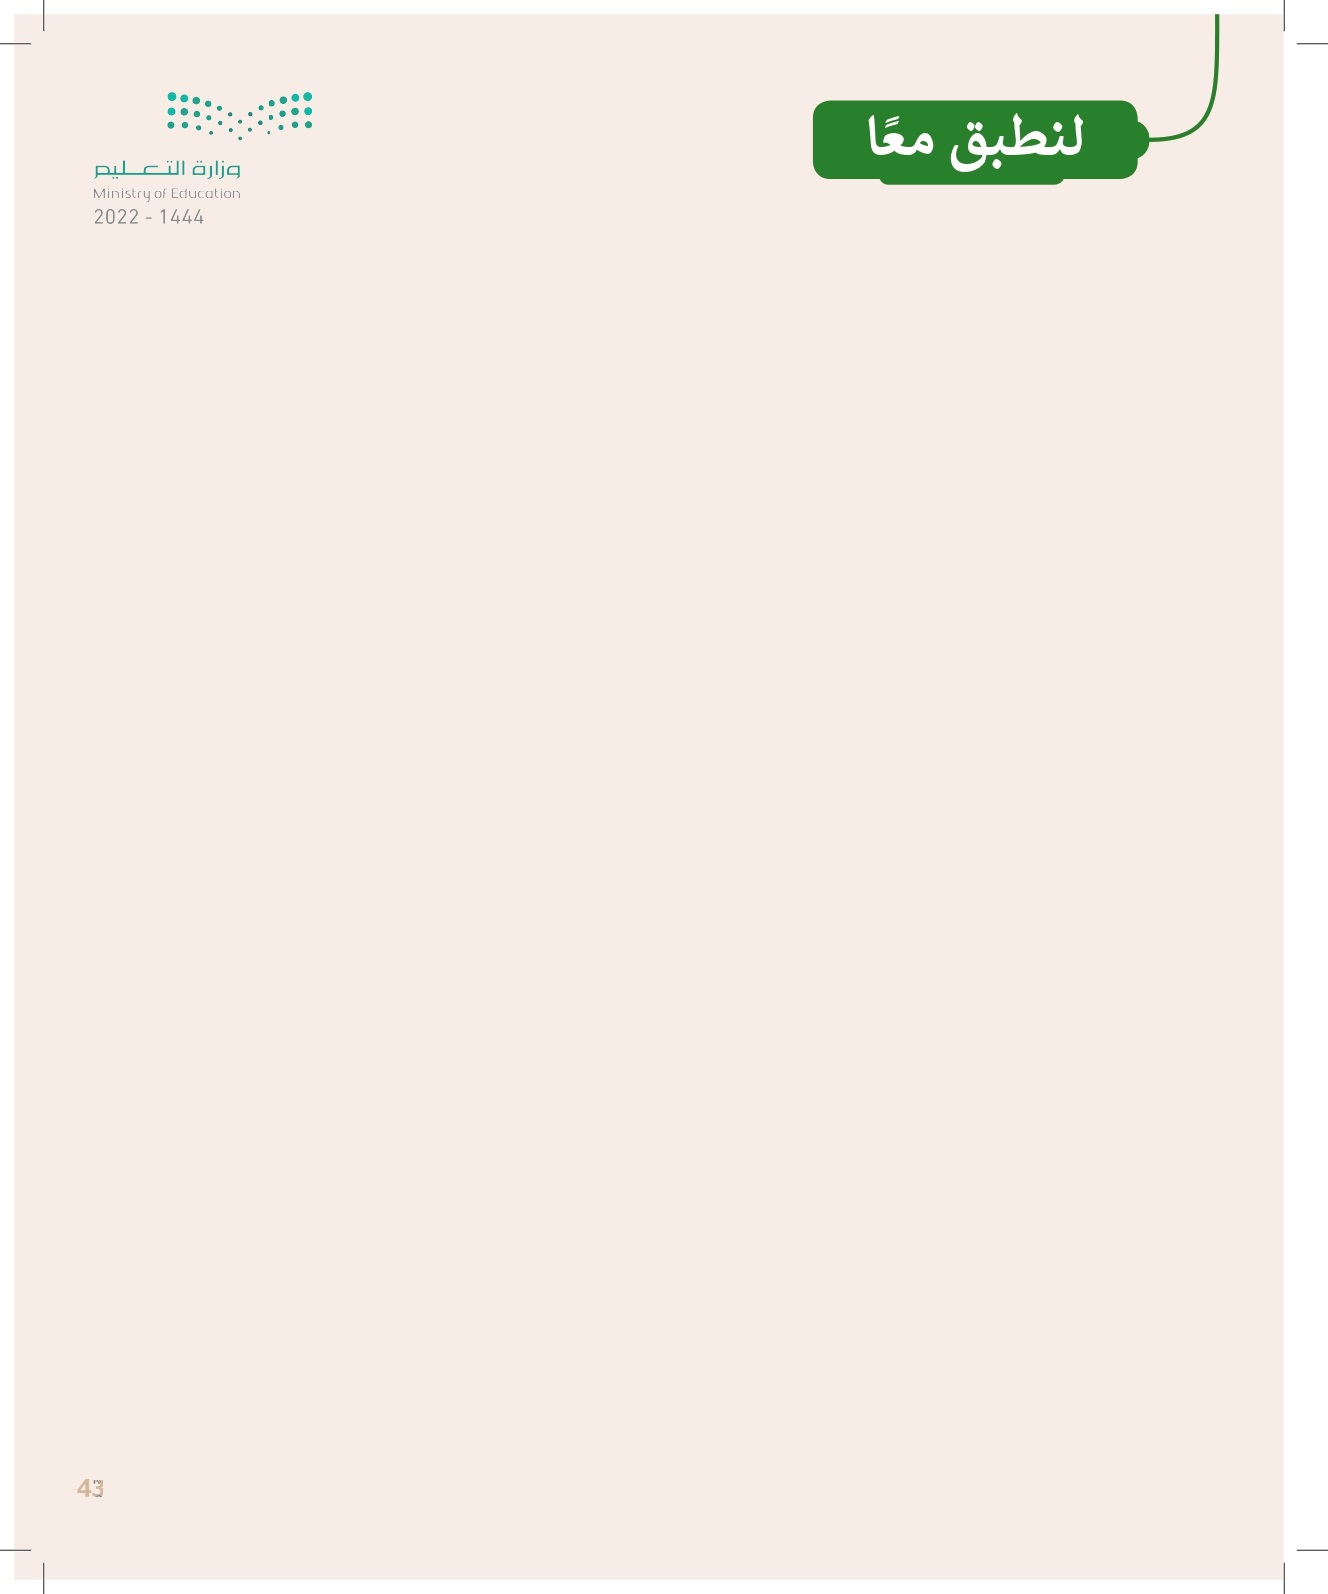 لنطبق معًا
وزارة التعليم
Ministry of Education
2022 - 1444
43